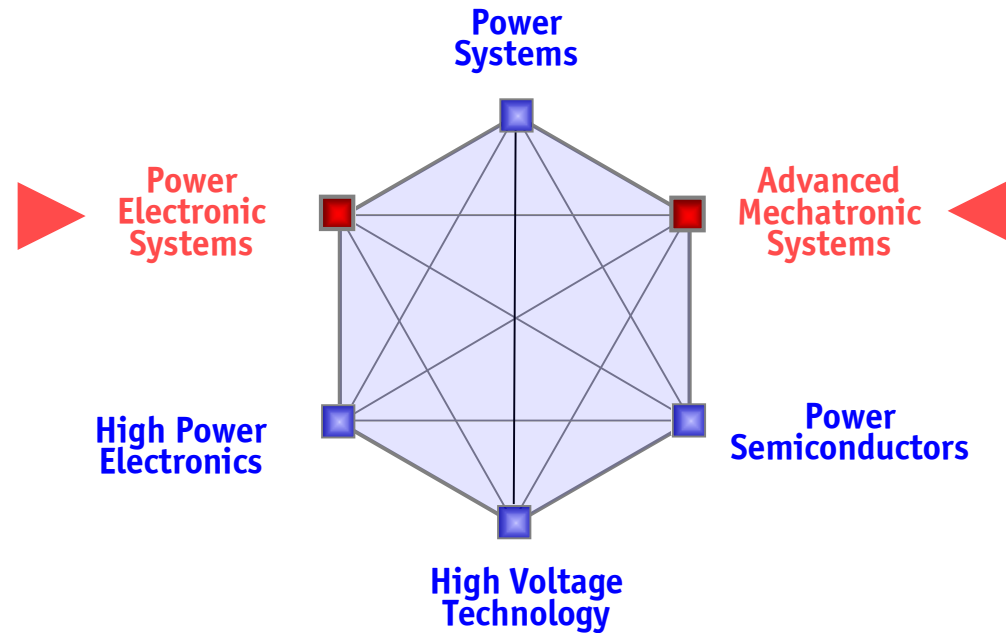 Power
Systems
Power
Electronic
Systems
Advanced
Mechatronic
Systems
High Power
Electronics
Power
Semiconductors
High Voltage
Technology